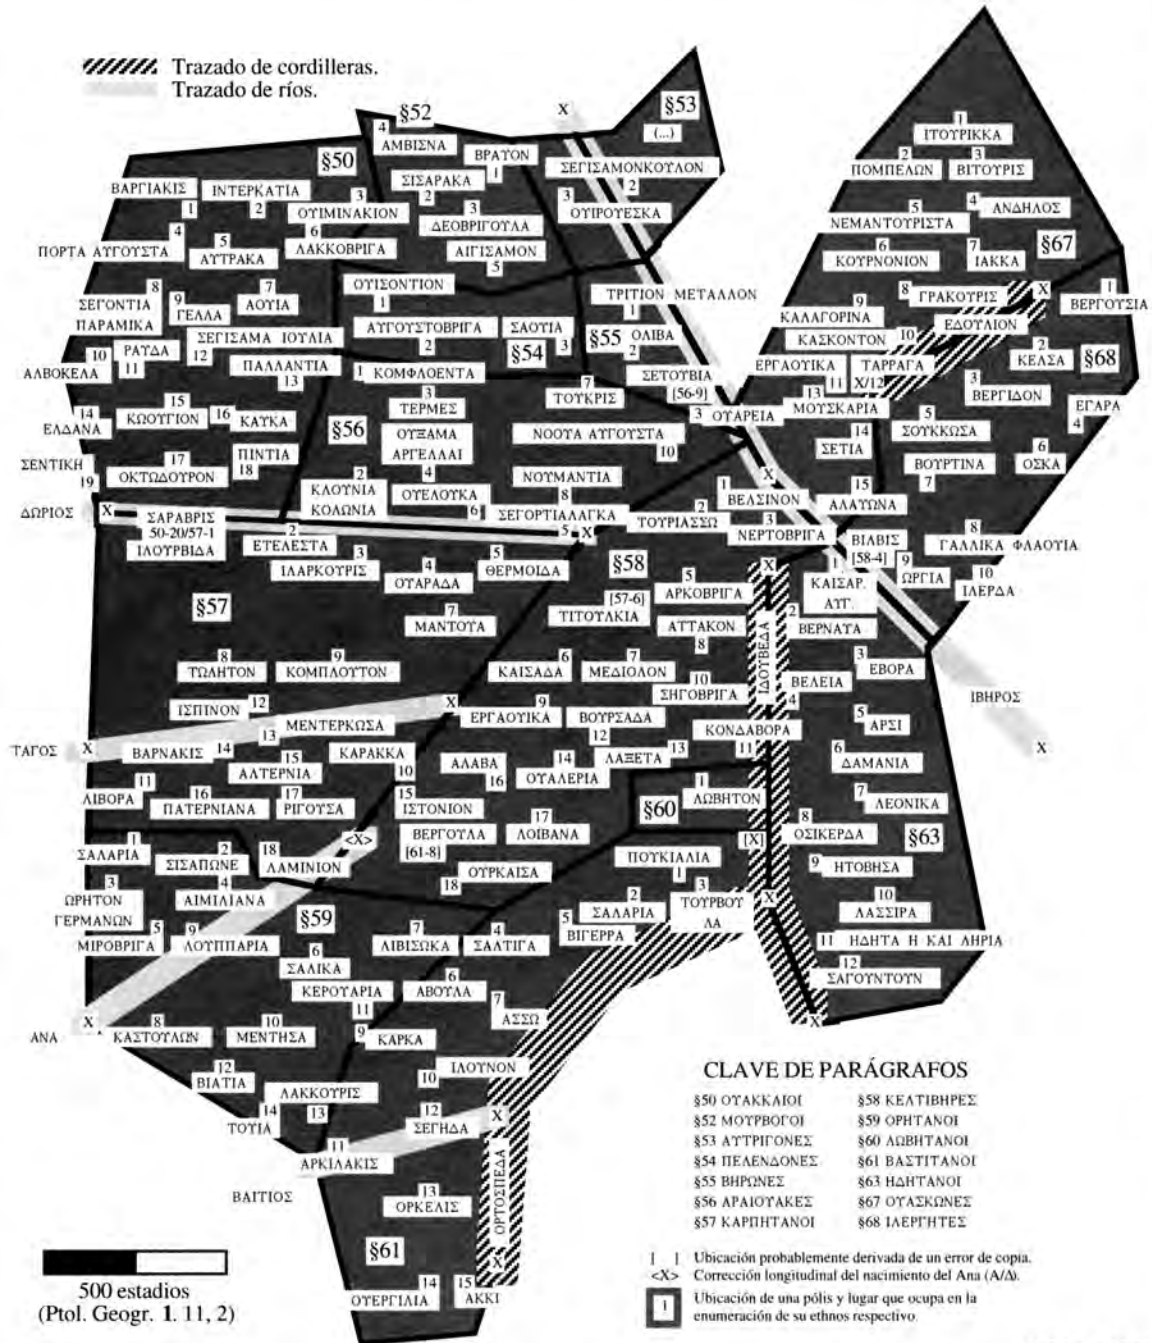 Trazado de cordilleras.
Trazado de ríos.
X
§53
(...)
§52
4
ΑΜΒΙΣΝΑ
ΒΡΑΥΟΝ
1
§50
ΣΕΓΙΣΑΜΟΝΚΟΥΛΟΝ
2
1
ΙΤΟΥΡΙΚΚΑ
2
ΠΟΜΠΕΛΩΝ
3
ΒΙΤΟΥΡΙΣ
ΒΑΡΓΙΑΚΙΣ
1
ΙΝΤΕΡΚΑΤΙΑ
2
ΣΙΣΑΡΑΚΑ
2
3
ΟΥΙΜΙΝΑΚΙΟΝ
3
ΔΕΟΒΡΙΓΟΥΛΑ
3
ΟΥΙΡΟΥΕΣΚΑ
5
ΝΕΜΑΝΤΟΥΡΙΣΤΑ
4
ΑΝΔΗΛΟΣ
4
ΠΟΡΤΑ ΑΥΓΟΥΣΤΑ
5
ΑΥΤΡΑΚΑ
6
ΛΑΚΚΟΒΡΙΓΑ
ΑΙΓΙΣΑΜΟΝ
5
6
ΚΟΥΡΝΟΝΙΟΝ
7
ΙΑΚΚΑ
§67
ΟΥΙΣΟΝΤΙΟΝ
1
8
ΣΕΓΟΝΤΙΑ
ΠΑΡΑΜΙΚΑ
9
ΓΕΛΛΑ
7
ΑΟΥΙΑ
ΤΡΙΤΙΟΝ ΜΕΤΑΛΛΟΝ
1
8
ΓΡΑΚΟΥΡΙΣ
X
1
ΒΕΡΓΟΥΣΙΑ
9
ΚΑΛΑΓΟΡΙΝΑ
ΕΔΟΥΛΙΟΝ
ΑΥΓΟΥΣΤΟΒΡΙΓΑ
2
ΣΑΟΥΙΑ
3
§54
§55
ΟΛΙΒΑ
2
ΚΑΣΚΟΝΤΟΝ
10
2
ΚΕΛΣΑ
§68
ΣΕΓΙΣΑΜΑ ΙΟΥΛΙΑ
12
10
ΑΛΒΟΚΕΛΑ
ΡΑΥΔΑ
11
ΠΑΛΛΑΝΤΙΑ
13
1
ΚΟΜΦΛΟΕΝΤΑ
ΣΕΤΟΥΒΙΑ
[56-9]
ΕΡΓΑΟΥΙΚΑ
11
ΤΑΡΡΑΓΑ
X/12
3
ΒΕΡΓΙΔΟΝ
3
ΤΕΡΜΕΣ
7
ΤΟΥΚΡΙΣ
3
ΟΥΑΡΕΙΑ
13
ΜΟΥΣΚΑΡΙΑ
ΕΓΑΡΑ
4
14
ΕΛΔΑΝΑ
15
ΚΩΟΥΓΙΟΝ
16
ΚΑΥΚΑ
§56
ΟΥΞΑΜΑ
ΑΡΓΕΛΛΑΙ
4
ΝΟΟΥΑ ΑΥΓΟΥΣΤΑ
10
14
ΣΕΤΙΑ
5
ΣΟΥΚΚΩΣΑ
ΣΕΝΤΙΚΗ
19
17
ΟΚΤΩΔΟΥΡΟΝ
ΠΙΝΤΙΑ
18
2
ΚΛΟΥΝΙΑ
ΚΟΛΩΝΙΑ
ΟΥΕΛΟΥΚΑ
6
ΝΟΥΜΑΝΤΙΑ
8
X
ΒΟΥΡΤΙΝΑ
7
6
ΟΣΚΑ
1
ΒΕΛΣΙΝΟΝ
15
ΑΛΑΥΩΝΑ
ΔΩΡΙΟΣ
X
ΣΑΡΑΒΡΙΣ
50-20/57-1
ΙΛΟΥΡΒΙΔΑ
2
ΕΤΕΛΕΣΤΑ
ΣΕΓΟΡΤΙΑΛΑΓΚΑ
5
X
2
ΤΟΥΡΙΑΣΣΩ
3
ΝΕΡΤΟΒΡΙΓΑ
ΒΙΛΒΙΣ
[58-4]
8
ΓΑΛΛΙΚΑ ΦΛΑΟΥΙΑ
3
ΙΛΑΡΚΟΥΡΙΣ
4
ΟΥΑΡΑΔΑ
5
ΘΕΡΜΟΙΔΑ
§58
X
1
ΚΑΙΣΑΡ.
ΑΥΓ.
9
ΩΡΓΙΑ
10
ΙΛΕΡΔΑ
5
ΑΡΚΟΒΡΙΓΑ
§57
7
ΜΑΝΤΟΥΑ
[57-6]
ΤΙΤΟΥΛΚΙΑ
ΑΤΤΑΚΟΝ
8
ΙΔΟΥΒΕΔΑ
2
ΒΕΡΝΑΥΑ
8
ΤΩΛΗΤΟΝ
9
ΚΟΜΠΛΟΥΤΟΝ
6
ΚΑΙΣΑΔΑ
7
ΜΕΔΙΟΛΟΝ
10
ΣΗΓΟΒΡΙΓΑ
ΒΕΛΕΙΑ
4
3
ΕΒΟΡΑ
ΙΒΗΡΟΣ
ΙΣΠΙΝΟΝ
12
X
13
ΜΕΝΤΕΡΚΩΣΑ
ΕΡΓΑΟΥΙΚΑ
9
ΒΟΥΡΣΑΔΑ
12
ΚΟΝΔΑΒΟΡΑ
11
5
ΑΡΣΙ
X
ΤΑΓΟΣ
X
ΒΑΡΝΑΚΙΣ
14
ΚΑΡΑΚΚΑ
10
ΑΛΑΒΑ
16
14
ΟΥΑΛΕΡΙΑ
ΛΑΞΕΤΑ
13
6
ΔΑΜΑΝΙΑ
15
ΑΛΤΕΡΝΙΑ
11
ΛΙΒΟΡΑ
16
ΠΑΤΕΡΝΙΑΝΑ
17
ΡΙΓΟΥΣΑ
15
ΙΣΤΟΝΙΟΝ
§60
1
ΛΩΒΗΤΟΝ
7
ΛΕΟΝΙΚΑ
17
ΛΟΙΒΑΝΑ
ΒΕΡΓΟΥΛΑ
[61-8]
8
ΟΣΙΚΕΡΔΑ
§63
1
ΣΑΛΑΡΙΑ
2
ΣΙΣΑΠΩΝΕ
18
ΛΑΜΙΝΙΟΝ
<X>
[X]
ΠΟΥΚΙΑΛΙΑ
1
9
ΗΤΟΒΗΣΑ
ΟΥΡΚΑΙΣΑ
18
3
ΩΡΗΤΟΝ
ΓΕΡΜΑΝΩΝ
4
ΑΙΜΙΛΙΑΝΑ
2
ΣΑΛΑΡΙΑ
3
ΤΟΥΡΒΟΥ
ΛΑ
X
10
ΛΑΣΣΙΡΑ
§59
5
ΜΙΡΟΒΡΙΓΑ
9
ΛΟΥΠΠΑΡΙΑ
7
ΛΙΒΙΣΩΚΑ
4
ΣΑΛΤΙΓΑ
5
ΒΙΓΕΡΡΑ
11 ΗΔΗΤΑ Η ΚΑΙ ΛΗΡΙΑ
6
ΣΑΛΙΚΑ
12
ΣΑΓΟΥΝΤΟΥΝ
ΚΕΡΟΥΑΡΙΑ
11
6
ΑΒΟΥΛΑ
7
ΑΣΣΩ
X
ΑΝΑ
X
8
ΚΑΣΤΟΥΛΩΝ
10
ΜΕΝΤΗΣΑ
9
ΚΑΡΚΑ
12
ΒΙΑΤΙΑ
ΛΑΚΚΟΥΡΙΣ
13
10
ΙΛΟΥΝΟΝ
14
ΤΟΥΙΑ
12
ΣΕΓΗΔΑ
X
11
ΑΡΚΙΛΑΚΙΣ
ΒΑΙΤΙΟΣ
13
ΟΡΚΕΛΙΣ
ΟΡΤΟΣΠΕΔΑ
§61
X
14
ΟΥΕΡΓΙΛΙΑ
15
ΑΚΚΙ
500 estadios
(Ptol. Geogr. 1. 11, 2)
CLAVE DE PARÁGRAFOS
§50 ΟΥΑΚΚΑΙΟΙ
§52 ΜΟΥΡΒΟΓΟΙ
§53 ΑΥΤΡΙΓΟΝΕΣ
§54 ΠΕΛΕΝΔΟΝΕΣ
§55 ΒΗΡΩΝΕΣ
§56 ΑΡΑΙΟΥΑΚΕΣ
§57 ΚΑΡΠΗΤΑΝΟΙ
§58 ΚΕΛΤΙΒΗΡΕΣ
§59 ΟΡΗΤΑΝΟΙ
§60 ΛΩΒΗΤΑΝΟΙ
§61 ΒΑΣΤΙΤΑΝΟΙ
§63 ΗΔΗΤΑΝΟΙ
§67 ΟΥΑΣΚΩΝΕΣ
§68 ΙΛΕΡΓΗΤΕΣ
[ ] Ubicación probablemente derivada de un error de copia.
<X> Corrección longitudinal del nacimiento del Ana (Α/Δ).
1 Ubicación de una pólis y lugar que ocupa en la
enumeración de su ethnos respectivo